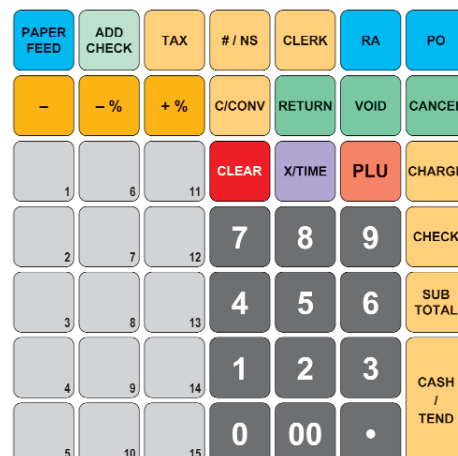 PAPER FEED ADD CHECK TAX # / NS CLERK RA PO
– – % + % C/CONV RETURN VOID CANCEL
1 6 11 CLEAR X/TIME PLU CHARGE
2 7 12 7 8 9 CHECK
3 8 13 4 5 6 SUB TOTAL
4 9 14 1 2 3 CASH / TEND
5 10 15 0 00 •